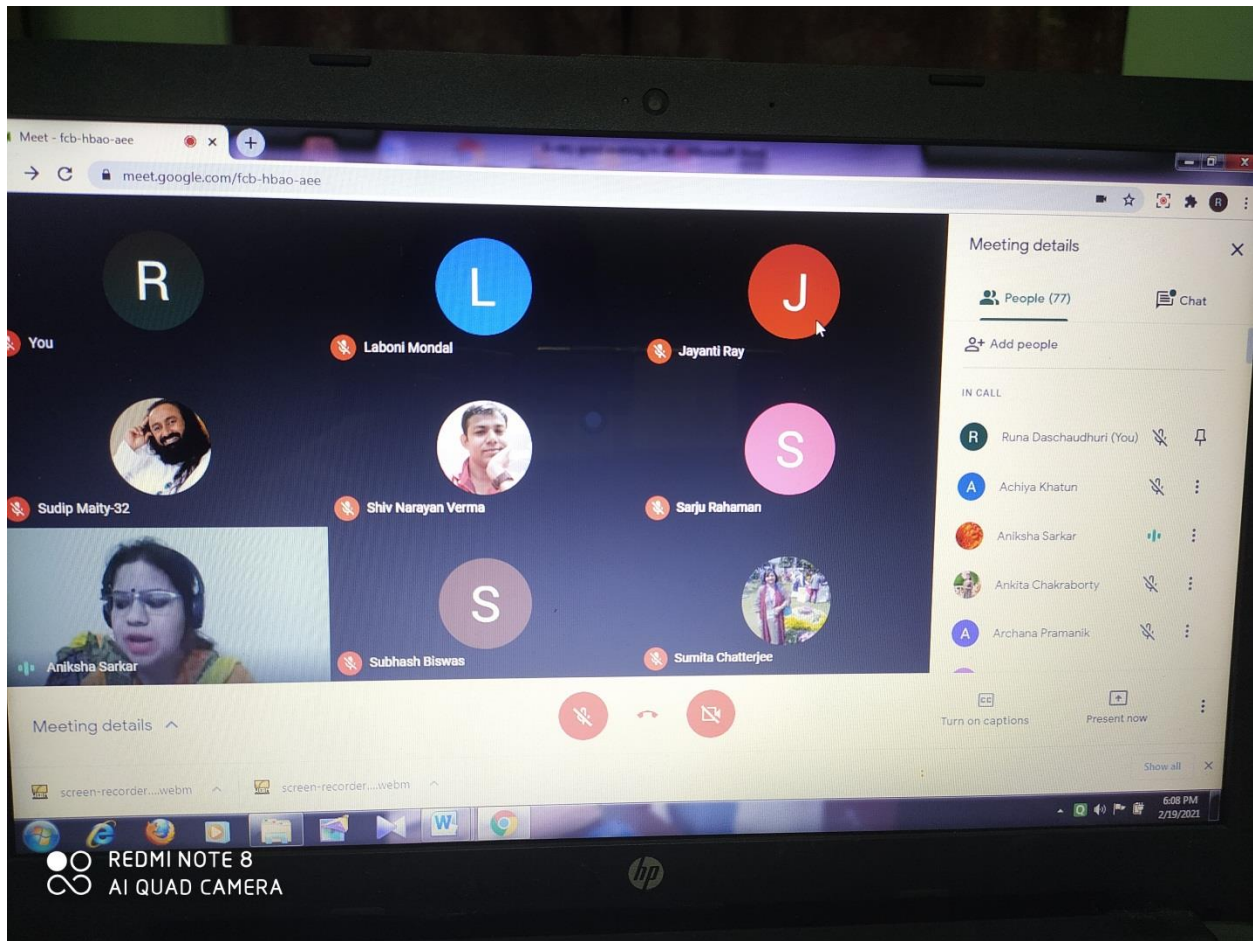 Meet - fcb-hbao-aee
meet.google.com/fcb-hbao-aee
R
R
You
L
Laboni Mondal
J
Jayanti Ray
Sudip Maity-32
Shiv Narayan Verma
S
Sarju Rahaman
Aniksha Sarkar
S
Subhash Biswas
Sumita Chatterjee
Meeting details
People (77)
Chat
Add people
IN CALL
R Runa Daschaudhuri (You)
A Achiya Khatun
Aniksha Sarkar
Ankita Chakraborty
A Archana Pramanik
Meeting details
CC
Turn on captions
Present now
screen-recorder....webm
screen-recorder....webm
Show all
W
Q
6:08 PM
2/19/2021
hp
REDMI NOTE 8
AI QUAD CAMERA